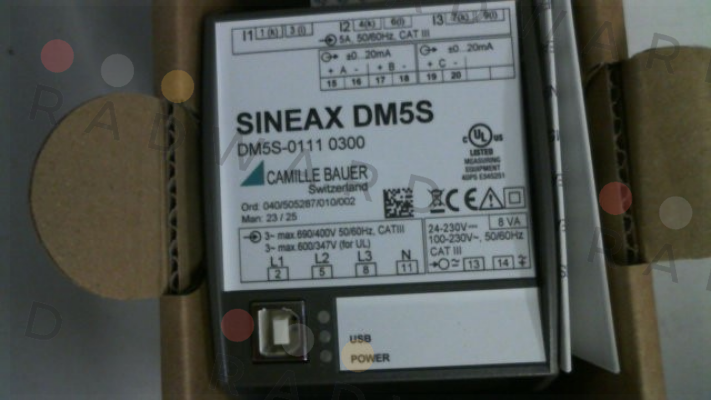 I1 1(k) 3(l) I2 4(k) 6(l) I3 7(k) 9(l)
5A, 50/60Hz, CAT III
±0...20mA ±0...20mA
+ A - + B - + C -
15 16 17 18 19 20
SINEAX DM5S
DM5S-0111 0300
CAMILLE BAUER
Switzerland
Ord: 040/505287/010/002
Man: 23 / 25
c UL us
LISTED
MEASURING
EQUIPMENT
CE
3~ max.690/400V 50/60Hz, CATIII
3~ max.600/347V (for UL)
L1 L2 L3 N
2 5 8 11
24-230V 8 VA
100-230V~, 50/60Hz
CAT III
13 14
USB
POWER
RADWARD